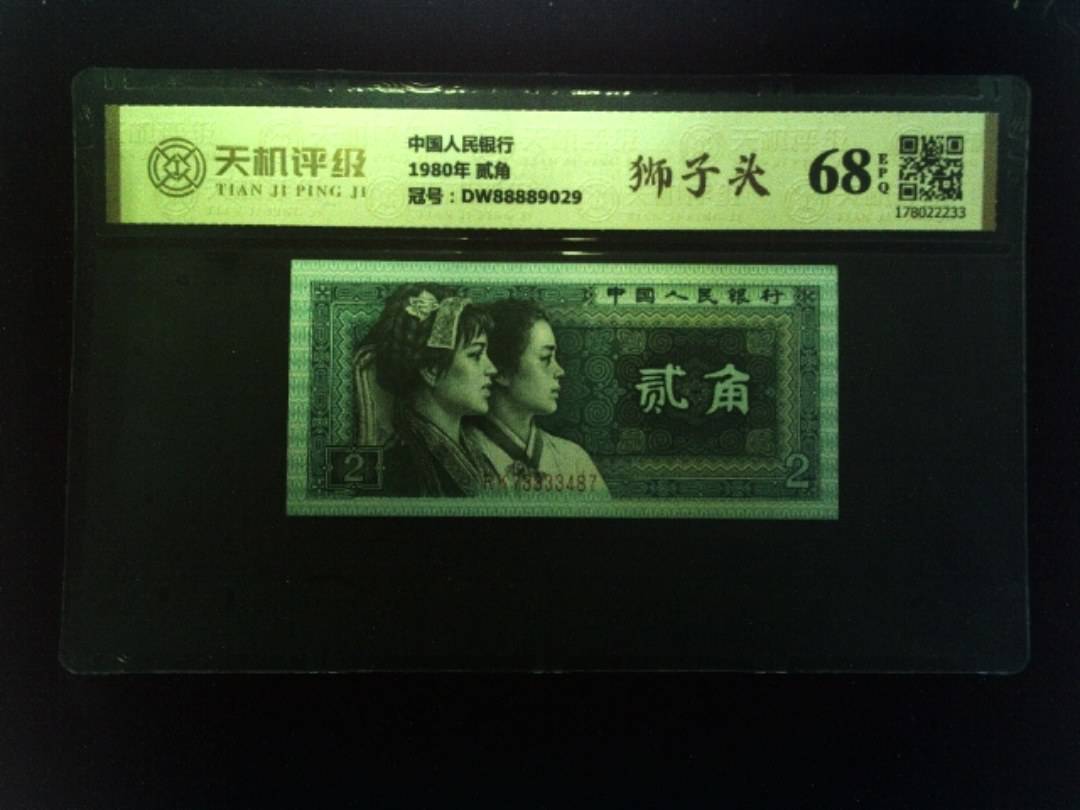 天机评级
TIAN JI PING JI
中国人民银行
1980年 贰角
冠号：DW88889029
狮子头
68
EPQ
178022233
中国人民银行
贰角
2
2
RK73333487